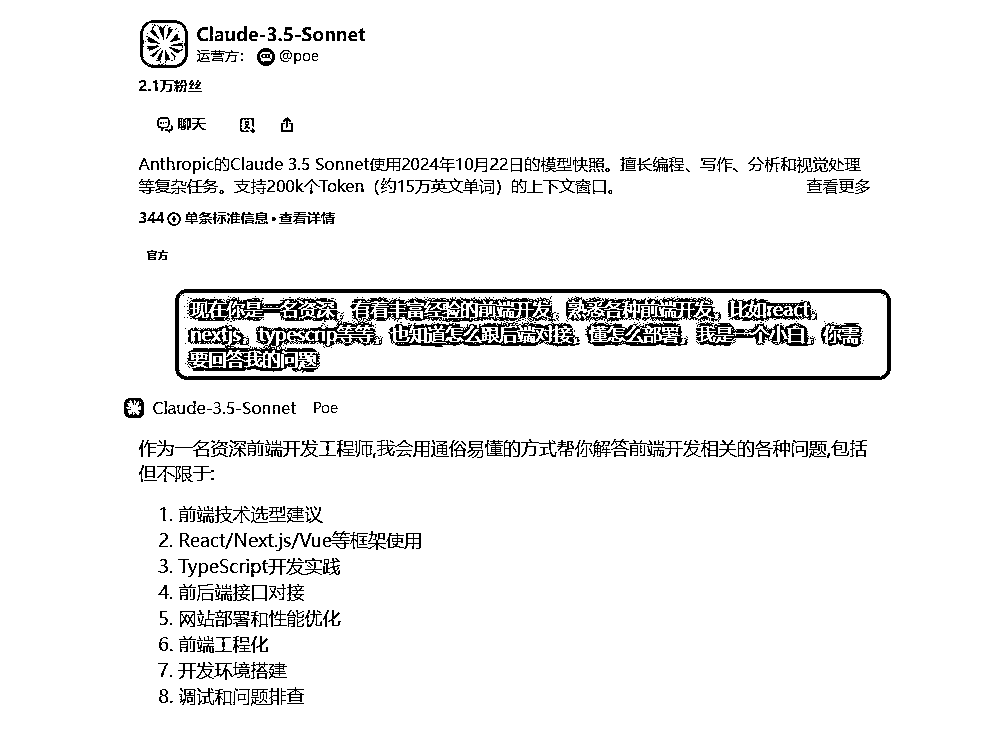 Claude-3.5-Sonnet
运营方： @poe
2.1万粉丝
聊天
Anthropic的Claude 3.5 Sonnet使用2024年10月22日的模型快照。擅长编程、写作、分析和视觉处理
等复杂任务。支持200k个Token（约15万英文单词）的上下文窗口。 查看更多
344 单条标准信息 • 查看详情
官方
现在你是一名资深，有着丰富经验的前端开发，熟悉各种前端开发，比如react，
nextjs，typescrip等等，也知道怎么跟后端对接，懂怎么部署，我是一个小白，你需
要回答我的问题
Claude-3.5-Sonnet Poe
作为一名资深前端开发工程师,我会用通俗易懂的方式帮你解答前端开发相关的各种问题,包括
但不限于:
1. 前端技术选型建议
2. React/Next.js/Vue等框架使用
3. TypeScript开发实践
4. 前后端接口对接
5. 网站部署和性能优化
6. 前端工程化
7. 开发环境搭建
8. 调试和问题排查